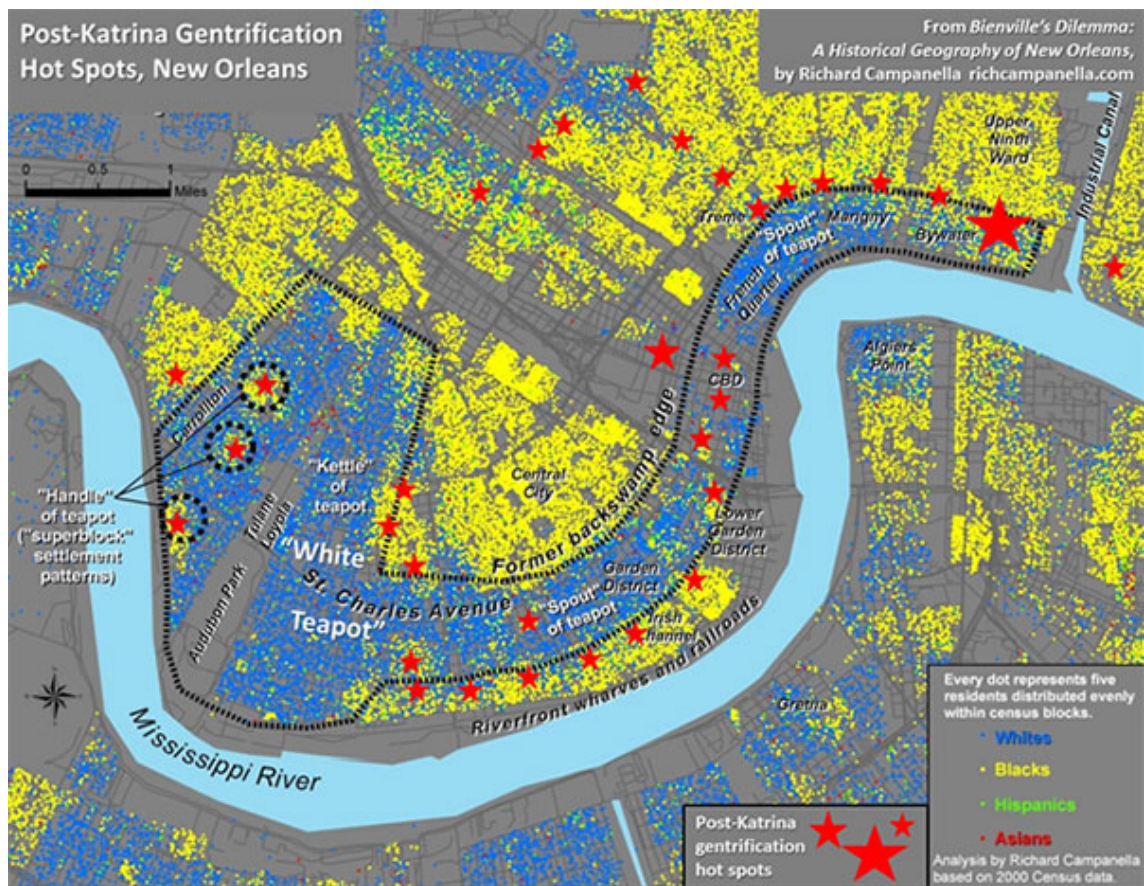 Post-Katrina Gentrification
Hot Spots, New Orleans
From Bienville's Dilemma:
A Historical Geography of New Orleans,
by Richard Campanella richcampanella.com
0
1
Miles
Upper
Ninth
Ward
Industrial Canal
Treme
"Spout"
of teapot
Marigny
French
Quarter
Bywater
Algiers
Point
CBD
Carrollton
"Handle"
of teapot
("superblock"
settlement
patterns)
"Kettle"
of
teapot
Tulane
Loyola
Audubon Park
Central
City
Former backswamp edge
Lower
Garden
District
"White
Teapot"
St. Charles Avenue
Garden
District
"Spout"
of teapot
Irish
Channel
Riverfront wharves and railroads
Mississippi River
Gretna
Every dot represents five
residents distributed evenly
within census blocks.
Whites
Blacks
Hispanics
Asians
Analysis by Richard Campanella
based on 2000 Census data.
Post-Katrina
gentrification
hot spots